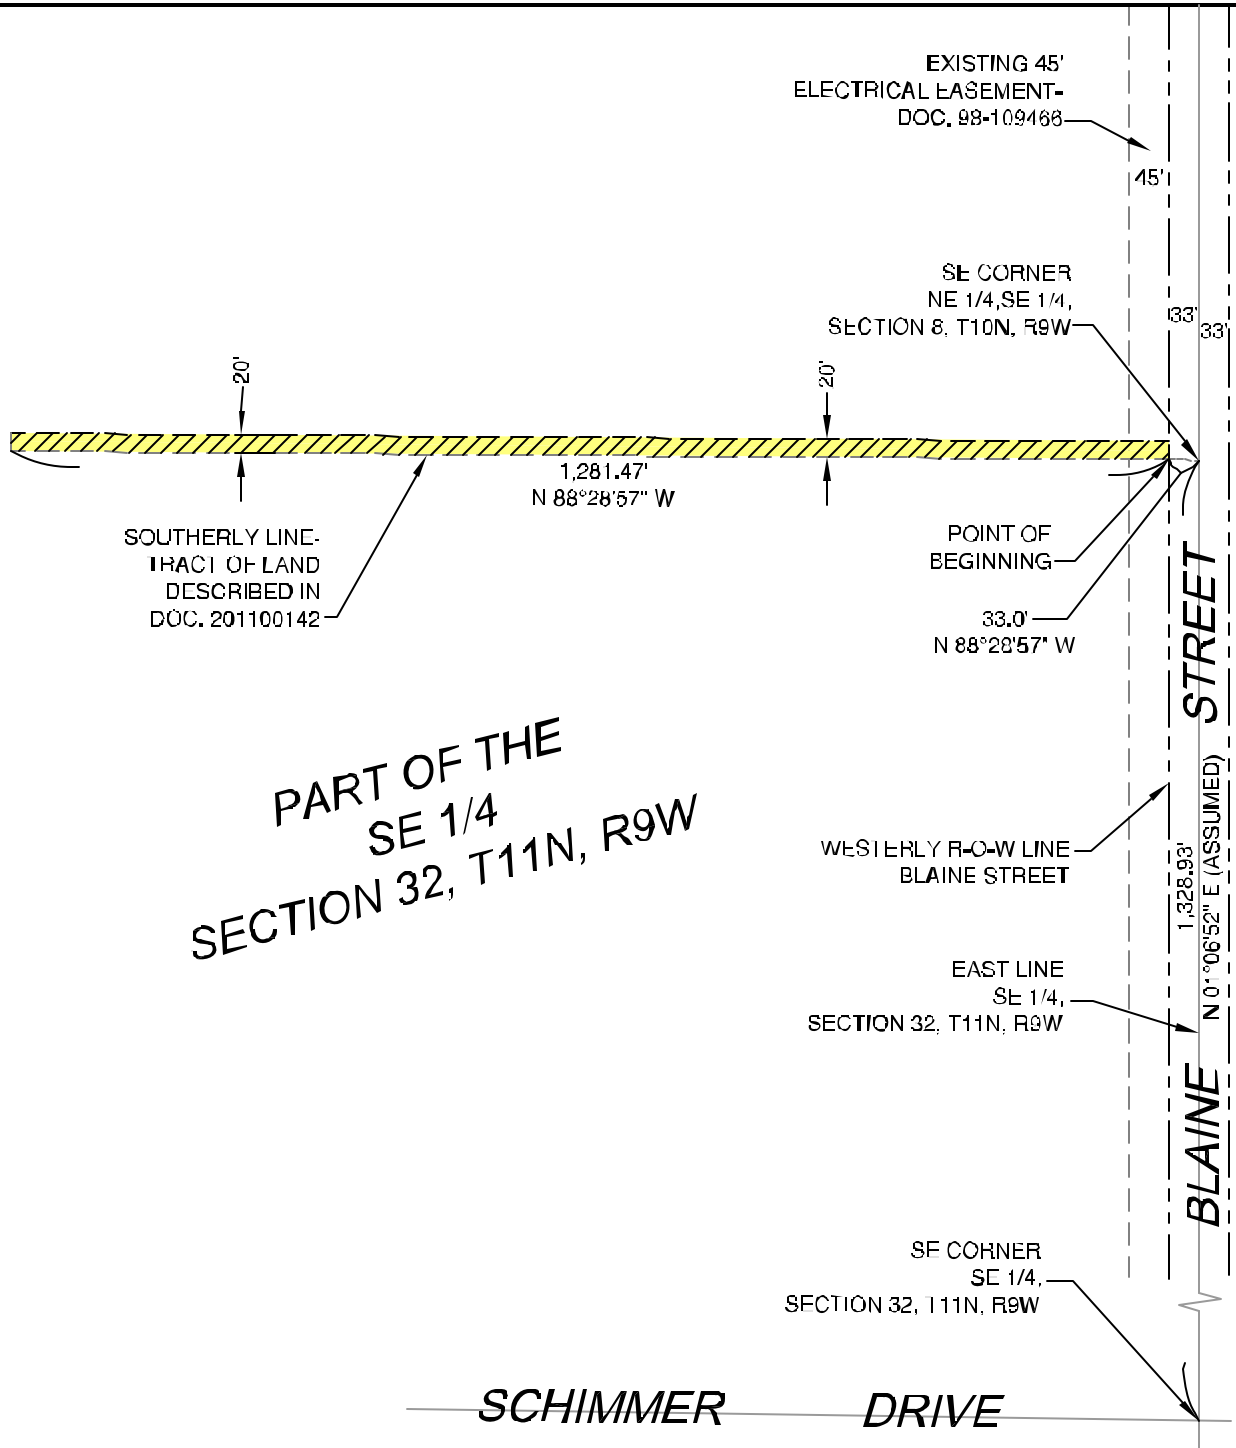 EXISTING 45'
ELECTRICAL EASEMENT-
DOC. 98-109466
45'
SE CORNER
NE 1/4,SE 1/4,
SECTION 8, T10N, R9W
33'
33'
20'
20'
1,281.47'
N 88°28'57" W
SOUTHERLY LINE-
TRACT OF LAND
DESCRIBED IN
DOC. 201100142
POINT OF
BEGINNING
33.0'
N 88°28'57" W
STREET
PART OF THE
SE 1/4
SECTION 32, T11N, R9W
WESTERLY R-O-W LINE
BLAINE STREET
1,328.93'
N 01°06'52" E (ASSUMED)
EAST LINE
SE 1/4,
SECTION 32, T11N, R9W
BLAINE
SE CORNER
SE 1/4,
SECTION 32, T11N, R9W
SCHIMMER DRIVE